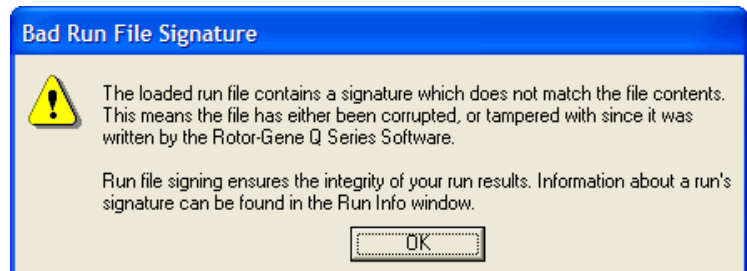 Bad Run File Signature
The loaded run file contains a signature which does not match the file contents.
This means the file has either been corrupted, or tampered with since it was
written by the Rotor-Gene Q Series Software.
Run file signing ensures the integrity of your run results. Information about a run's
signature can be found in the Run Info window.
OK